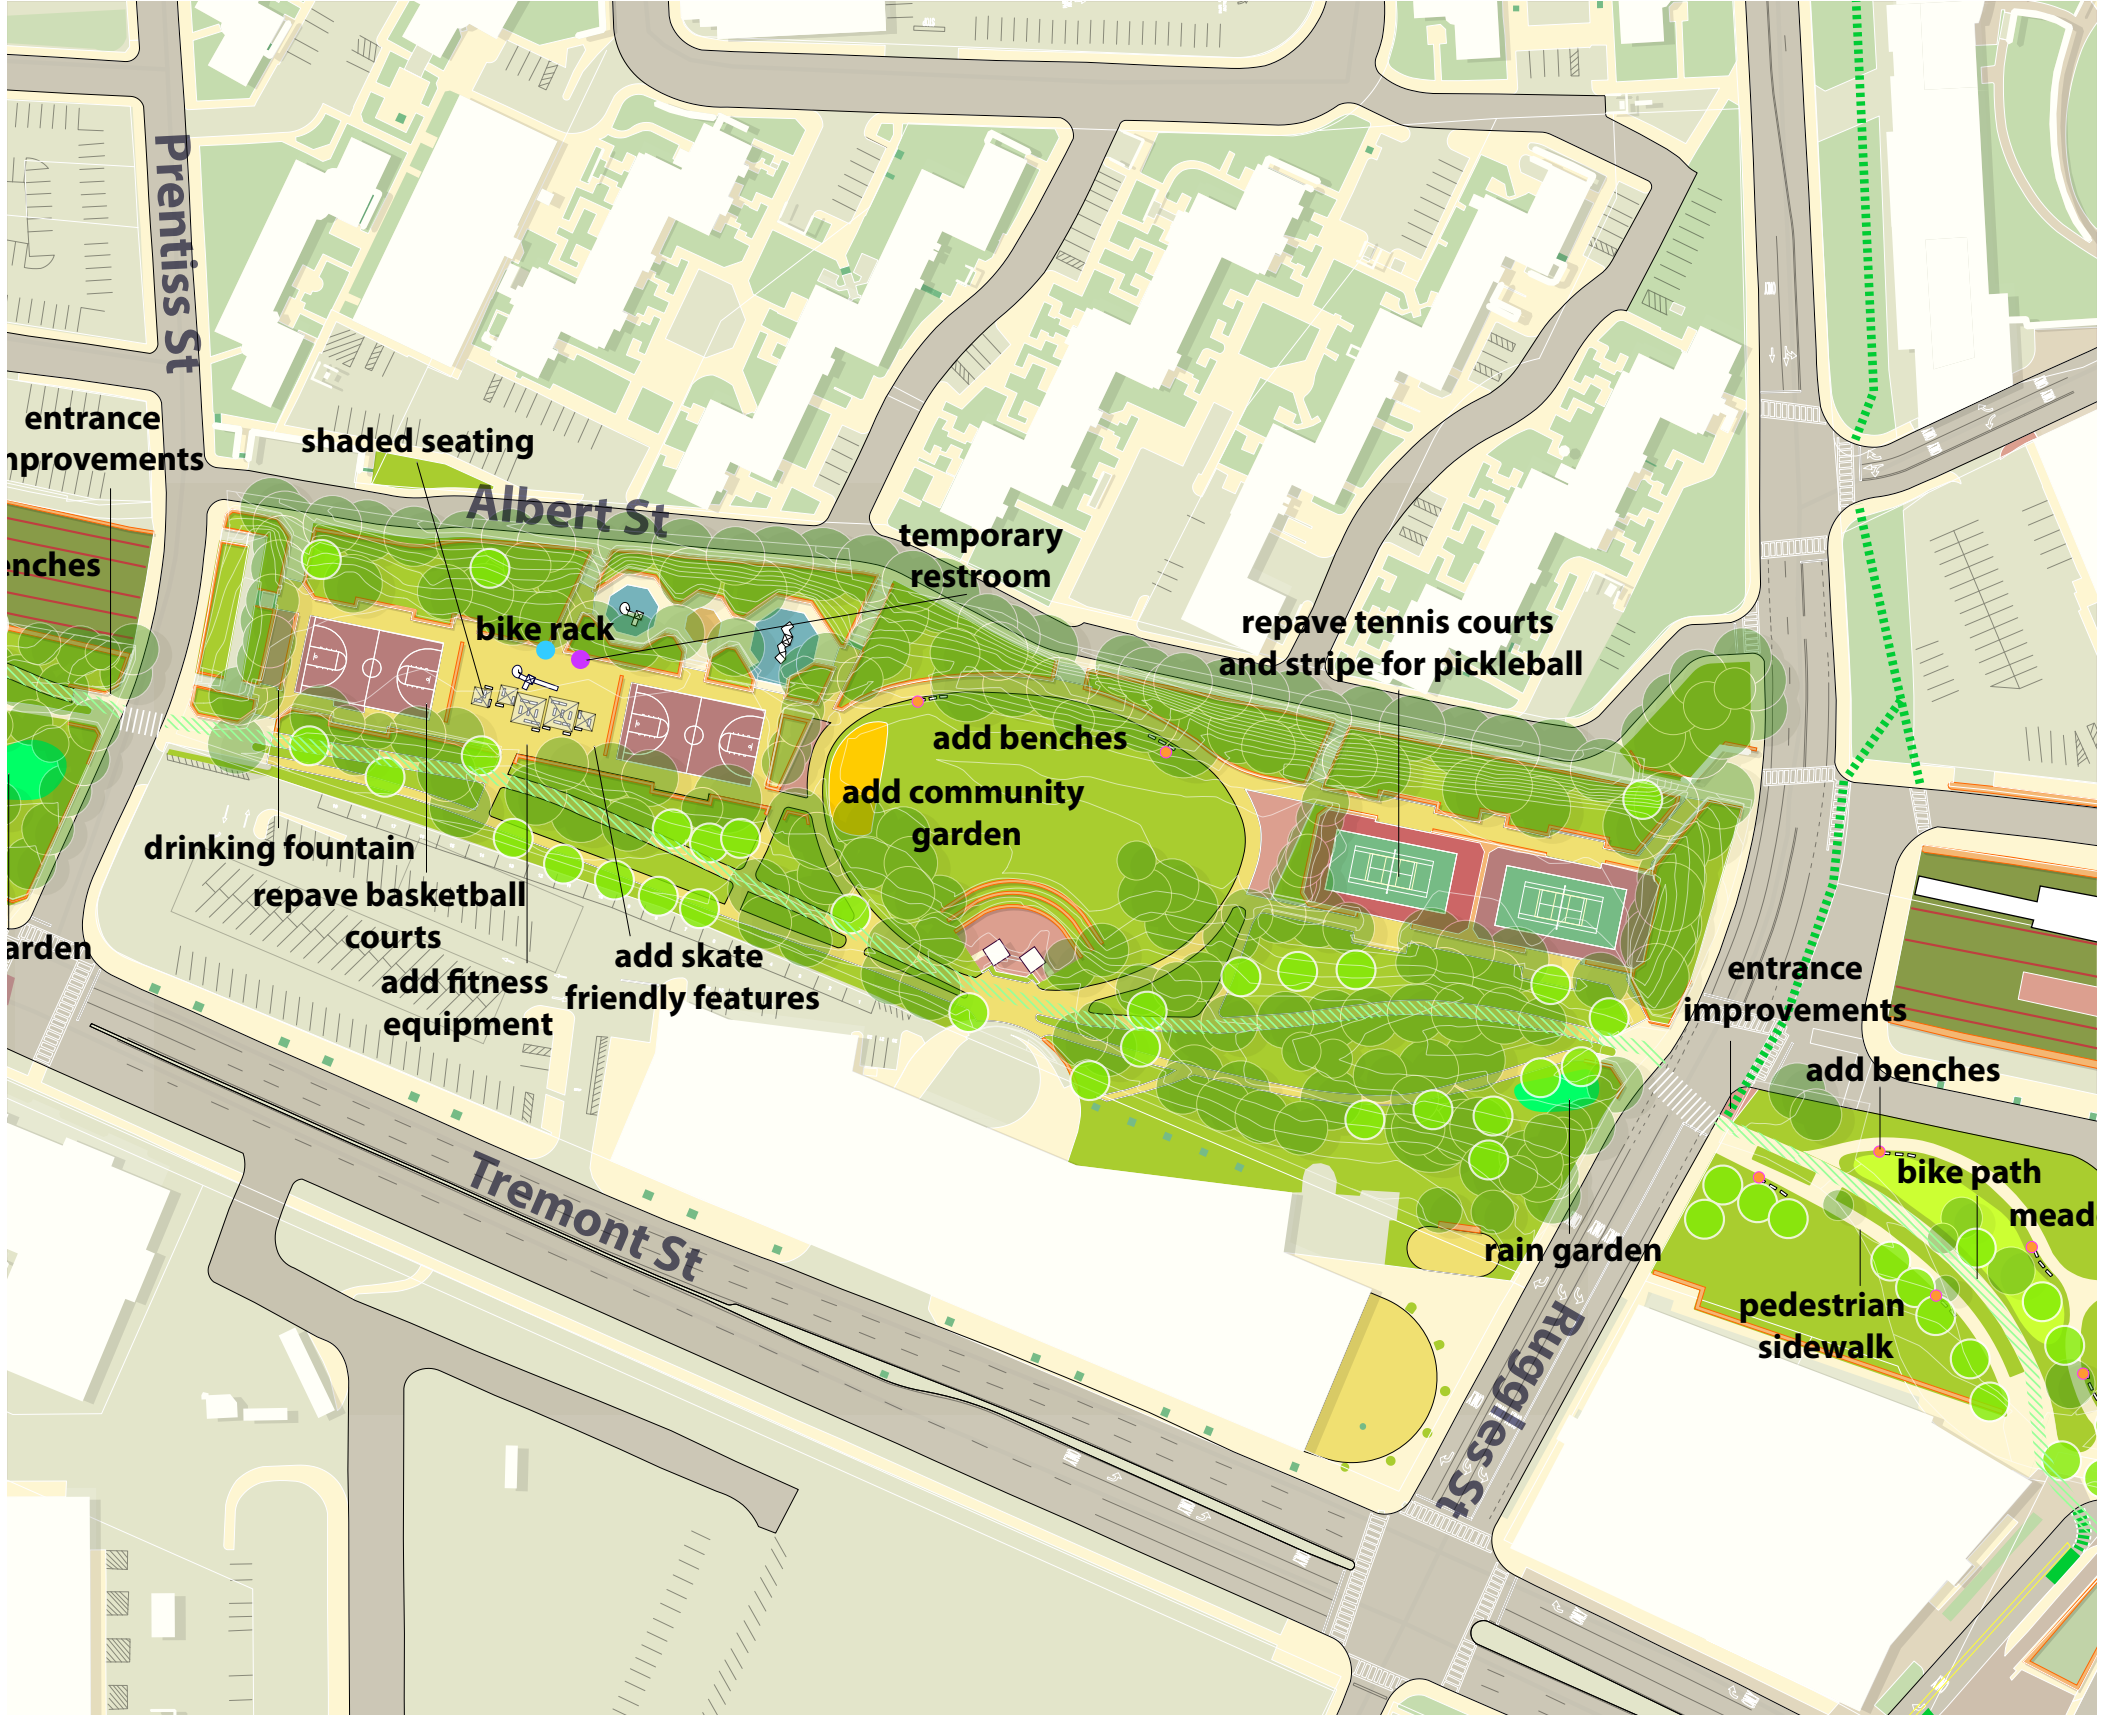 Prentiss St
entrance
nprovements
shaded seating
Albert St
enches
temporary
restroom
bike rack
repave tennis courts
and stripe for pickleball
add benches
add community
garden
drinking fountain
repave basketball
courts
arden
add fitness
equipment
add skate
friendly features
entrance
improvements
add benches
bike path
mead
Tremont St
rain garden
pedestrian
sidewalk
Ruggles St